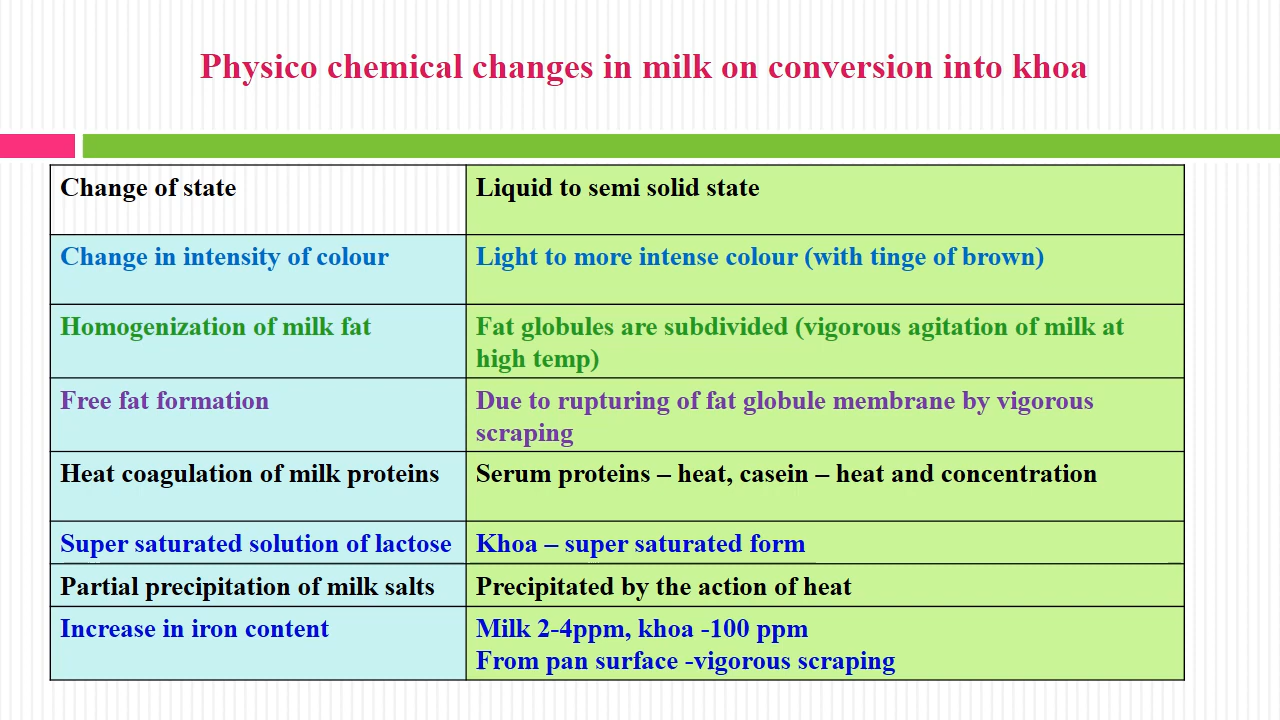 Physico chemical changes in milk on conversion into khoa
Change of state
Liquid to semi solid state
Change in intensity of colour
Light to more intense colour (with tinge of brown)
Homogenization of milk fat
Fat globules are subdivided (vigorous agitation of milk at
high temp)
Free fat formation
Due to rupturing of fat globule membrane by vigorous
scraping
Heat coagulation of milk proteins
Serum proteins – heat, casein – heat and concentration
Super saturated solution of lactose
Khoa – super saturated form
Partial precipitation of milk salts
Precipitated by the action of heat
Increase in iron content
Milk 2-4ppm, khoa -100 ppm
From pan surface -vigorous scraping